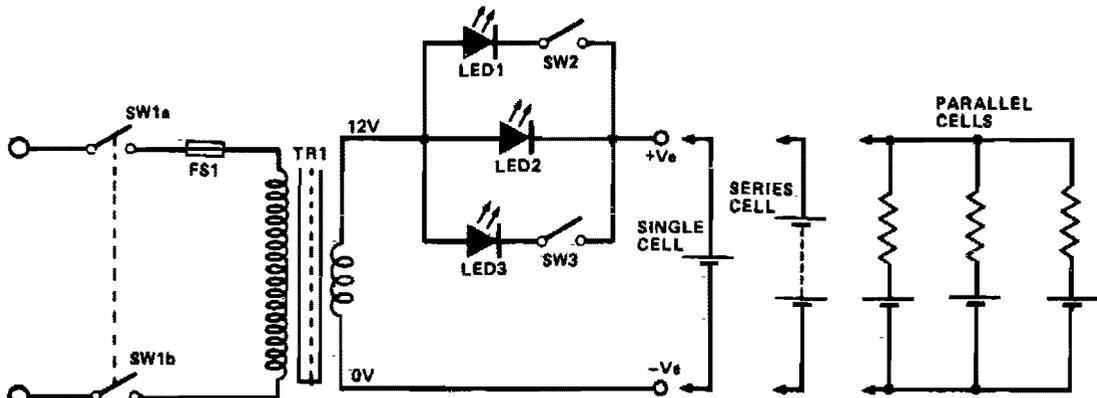 LED1
SW2
SW1a
FS1
TR1
12V
LED2
+Ve
PARALLEL
CELLS
SERIES
CELL
SINGLE
CELL
LED3
SW3
SW1b
0V
−Ve